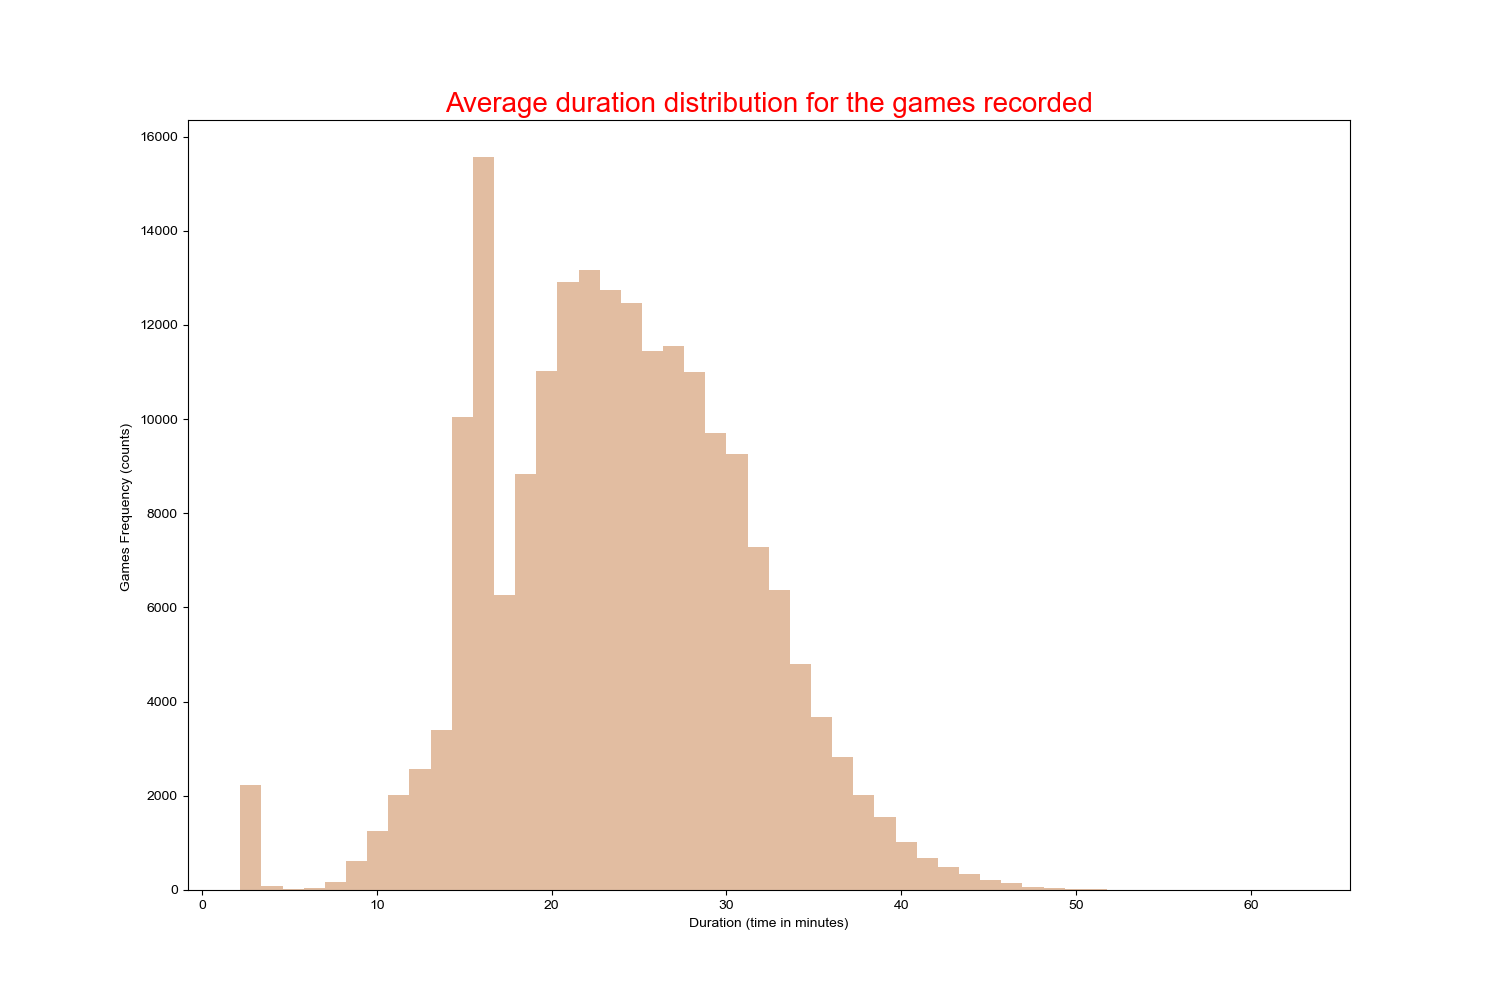 Average duration distribution for the games recorded
16000
14000
12000
10000
8000
6000
4000
2000
0
Games Frequency (counts)
0 10 20 30 40 50 60
Duration (time in minutes)